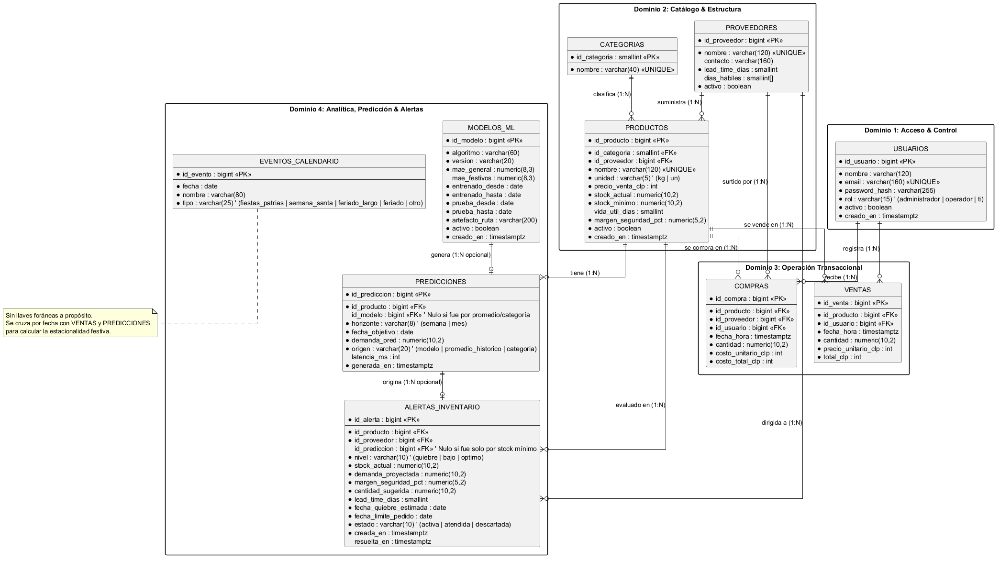 Dominio 2: Catálogo & Estructura
PROVEEDORES
* id_proveedor : bigint «PK»
* nombre : varchar(120) «UNIQUE»
contacto : varchar(160)
* lead_time_dias : smallint
dias_habiles : smallint[]
* activo : boolean
CATEGORIAS
* id_categoria : smallint «PK»
* nombre : varchar(40) «UNIQUE»
clasifica (1:N)
suministra (1:N)
PRODUCTOS
* id_producto : bigint «PK»
* id_categoria : smallint «FK»
* id_proveedor : bigint «FK»
* nombre : varchar(120) «UNIQUE»
* unidad : varchar(5) ' (kg | un)
* precio_venta_clp : int
* stock_actual : numeric(10,2)
* stock_minimo : numeric(10,2)
vida_util_dias : smallint
* margen_seguridad_pct : numeric(5,2)
* activo : boolean
* creado_en : timestamptz
surtido por (1:N)
se vende en (1:N)
se compra en (1:N)
Dominio 1: Acceso & Control
USUARIOS
* id_usuario : bigint «PK»
* nombre : varchar(120)
* email : varchar(160) «UNIQUE»
* password_hash : varchar(255)
* rol : varchar(15) ' (administrador | operador | ti)
* activo : boolean
* creado_en : timestamptz
registra (1:N)
Dominio 3: Operación Transaccional
recibe (1:N)
COMPRAS
* id_compra : bigint «PK»
* id_producto : bigint «FK»
* id_proveedor : bigint «FK»
* id_usuario : bigint «FK»
* fecha_hora : timestamptz
* cantidad : numeric(10,2)
* costo_unitario_clp : int
* costo_total_clp : int
VENTAS
* id_venta : bigint «PK»
* id_producto : bigint «FK»
* id_usuario : bigint «FK»
* fecha_hora : timestamptz
* cantidad : numeric(10,2)
* precio_unitario_clp : int
* total_clp : int
Dominio 4: Analítica, Predicción & Alertas
MODELOS_ML
* id_modelo : bigint «PK»
* algoritmo : varchar(60)
* version : varchar(20)
* mae_general : numeric(8,3)
mae_festivos : numeric(8,3)
* entrenado_desde : date
* entrenado_hasta : date
* prueba_desde : date
* prueba_hasta : date
* artefacto_ruta : varchar(200)
* activo : boolean
* creado_en : timestamptz
EVENTOS_CALENDARIO
* id_evento : bigint «PK»
* fecha : date
* nombre : varchar(80)
* tipo : varchar(25) ' (fiestas_patrias | semana_santa | feriado_largo | feriado | otro)
genera (1:N opcional)
tiene (1:N)
PREDICCIONES
* id_prediccion : bigint «PK»
* id_producto : bigint «FK»
id_modelo : bigint «FK» ' Nulo si fue por promedio/categoría
* horizonte : varchar(8) ' (semana | mes)
* fecha_objetivo : date
* demanda_pred : numeric(10,2)
* origen : varchar(20) ' (modelo | promedio_historico | categoria)
latencia_ms : int
* generada_en : timestamptz
Sin llaves foráneas a propósito.
Se cruza por fecha con VENTAS y PREDICCIONES
para calcular la estacionalidad festiva.
origina (1:N opcional)
evaluado en (1:N)
dirigida a (1:N)
ALERTAS_INVENTARIO
* id_alerta : bigint «PK»
* id_producto : bigint «FK»
* id_proveedor : bigint «FK»
id_prediccion : bigint «FK» ' Nulo si fue solo por stock mínimo
* nivel : varchar(10) ' (quiebre | bajo | optimo)
* stock_actual : numeric(10,2)
* demanda_proyectada : numeric(10,2)
* margen_seguridad_pct : numeric(5,2)
* cantidad_sugerida : numeric(10,2)
* lead_time_dias : smallint
* fecha_quiebre_estimada : date
* fecha_limite_pedido : date
* estado : varchar(10) ' (activa | atendida | descartada)
* creada_en : timestamptz
resuelta_en : timestamptz